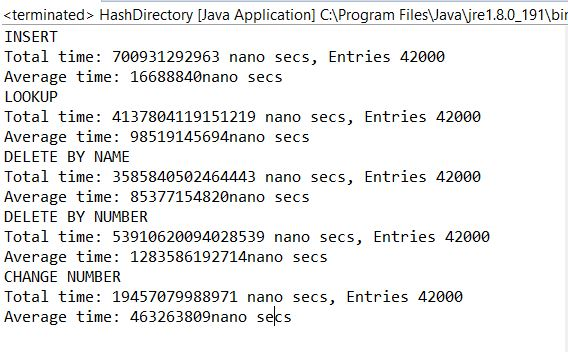 <terminated> HashDirectory [Java Application] C:\Program Files\Java\jre1.8.0_191\bin
INSERT
Total time: 700931292963 nano secs, Entries 42000
Average time: 16688840nano secs
LOOKUP
Total time: 4137804119151219 nano secs, Entries 42000
Average time: 98519145694nano secs
DELETE BY NAME
Total time: 3585840502464443 nano secs, Entries 42000
Average time: 85377154820nano secs
DELETE BY NUMBER
Total time: 53910620094028539 nano secs, Entries 42000
Average time: 1283586192714nano secs
CHANGE NUMBER
Total time: 19457079988971 nano secs, Entries 42000
Average time: 463263809nano secs